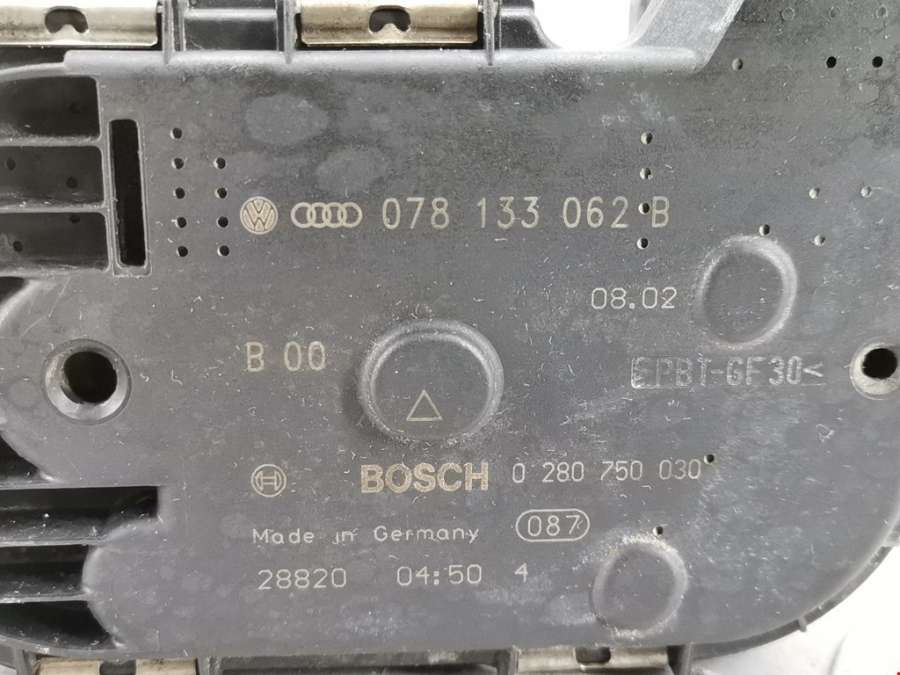 078 133 062 B
08.02
B 00
PBT-GF30<
BOSCH 0 280 750 030
Made in Germany 087
28820 04:50 4